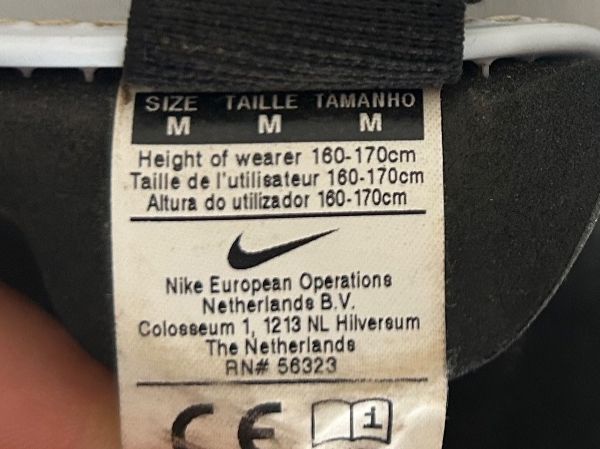 SIZE TAILLE TAMANHO
M M M
Height of wearer 160-170cm
Taille de l'utilisateur 160-170cm
Altura do utilizador 160-170cm
Nike European Operations
Netherlands B.V.
Colosseum 1, 1213 NL Hilversum
The Netherlands
RN# 56323
CE i